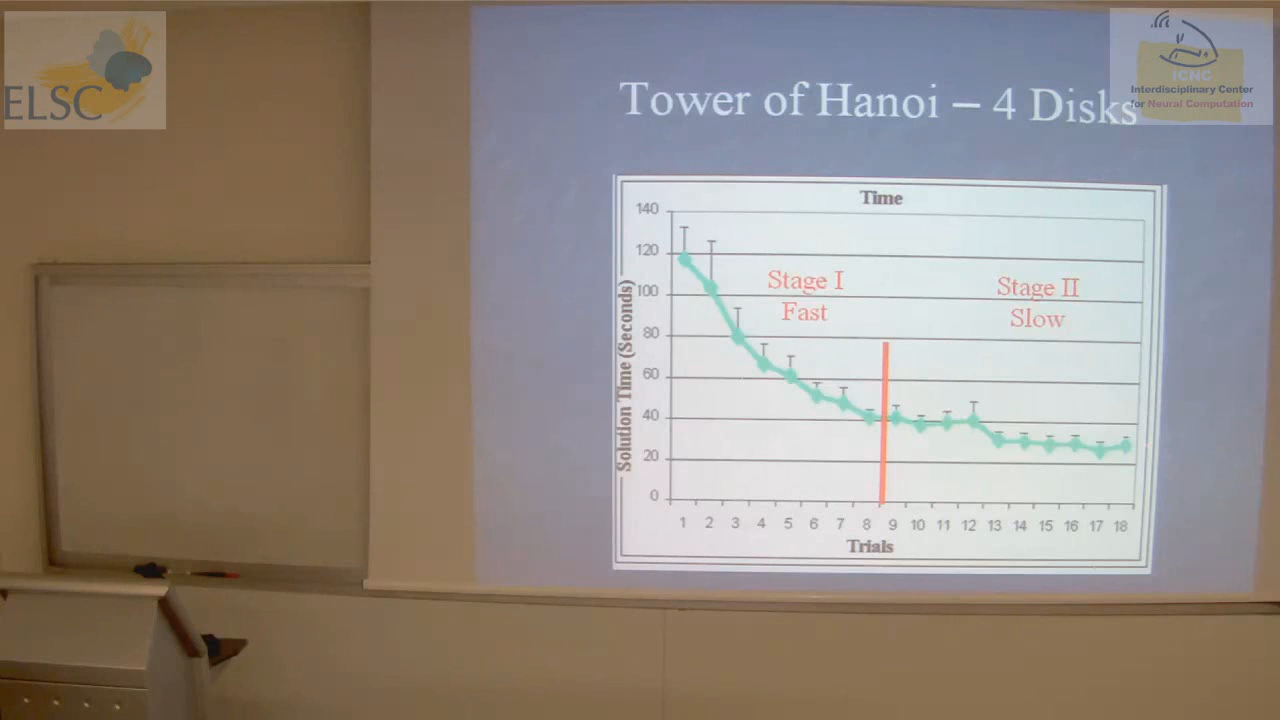 ELSC
ICNC
Interdisciplinary Center
for Neural Computation
Tower of Hanoi – 4 Disks
Time
Solution Time (Seconds)
140
120
100
80
60
40
20
0
Stage I
Fast
Stage II
Slow
1 2 3 4 5 6 7 8 9 10 11 12 13 14 15 16 17 18
Trials